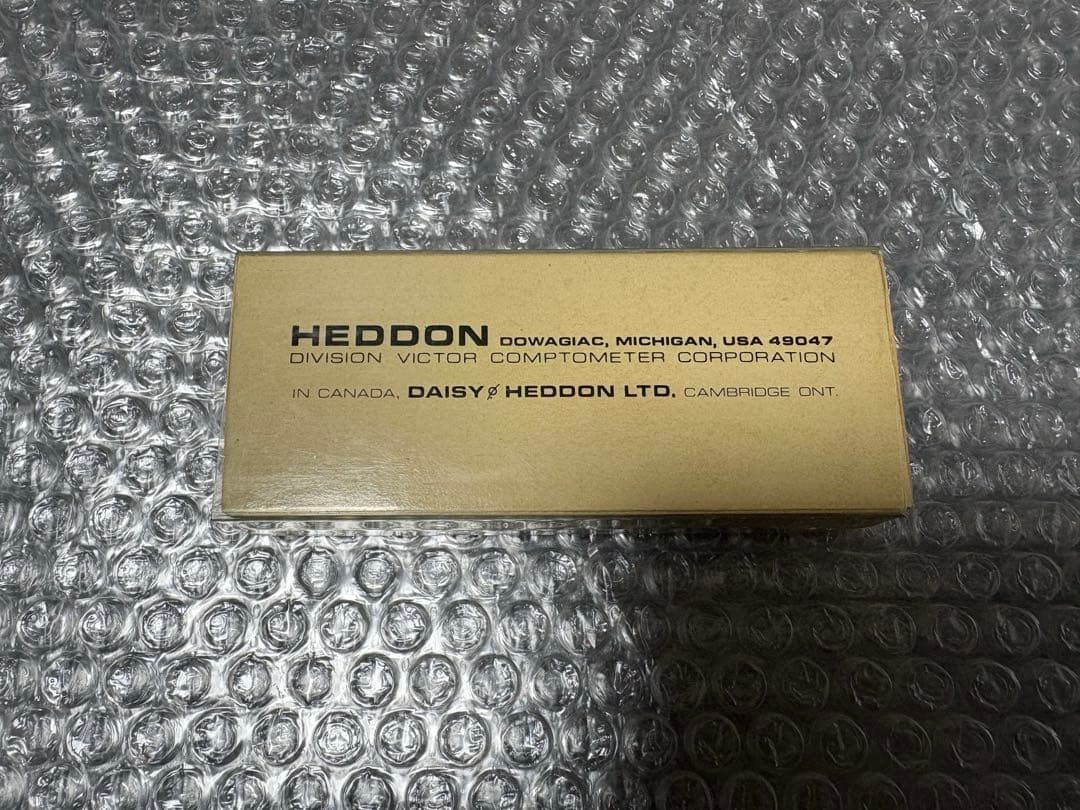 HEDDON DOWAGIAC, MICHIGAN, USA 49047
DIVISION VICTOR COMPTOMETER CORPORATION
IN CANADA, DAISY HEDDON LTD. CAMBRIDGE ONT.